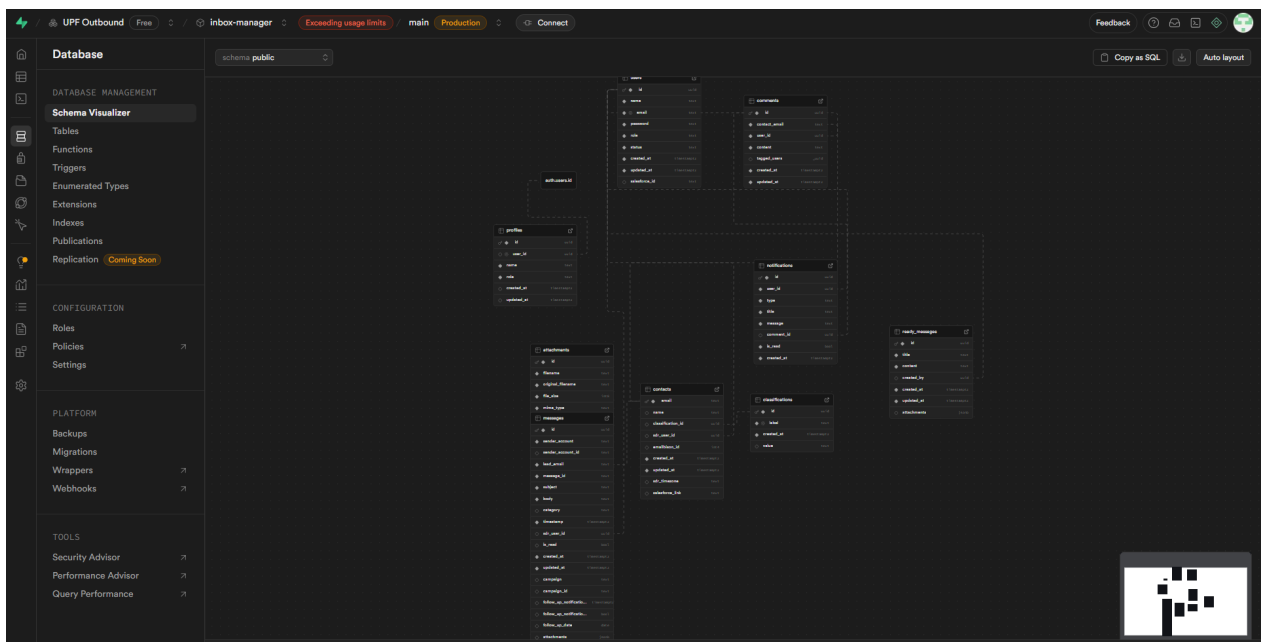 UPF Outbound Free / inbox-manager Exceeding usage limits / main Production Connect Feedback
Database
schema public
Copy as SQL
Auto layout
DATABASE MANAGEMENT
Schema Visualizer
Tables
Functions
Triggers
Enumerated Types
Extensions
Indexes
Publications
Replication Coming Soon
CONFIGURATION
Roles
Policies
Settings
PLATFORM
Backups
Migrations
Wrappers
Webhooks
TOOLS
Security Advisor
Performance Advisor
Query Performance
users
id
name
email
password
role
status
created_at
updated_at
salesforce_id
comments
id
contact_email
user_id
content
tagged_users
created_at
updated_at
auth.users.id
profiles
id
user_id
name
role
created_at
updated_at
notifications
id
user_id
type
title
message
comment_id
is_read
created_at
ready_messages
id
title
content
created_by
created_at
updated_at
attachments
attachments
id
filename
original_filename
file_size
mime_type
messages
id
sender_account
sender_account_id
lead_email
message_id
subject
body
category
timestamp
sdr_user_id
is_read
created_at
updated_at
campaign
campaign_id
follow_up_notificatio...
follow_up_notificatio...
follow_up_date
attachments
contacts
email
name
classification_id
sdr_user_id
emailbison_id
created_at
updated_at
sdr_timezone
salesforce_link
classifications
id
label
created_at
value